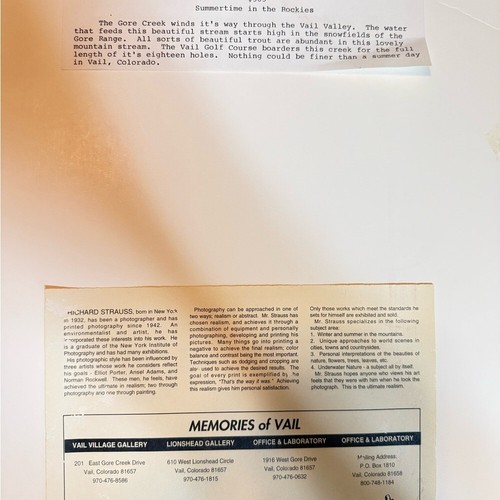 Summertime in the Rockies
The Gore Creek winds it's way through the Vail Valley. The water
that feeds this beautiful stream starts high in the snowfields of the
Gore Range. All sorts of beautiful trout are abundant in this lovely
mountain stream. The Vail Golf Course boarders this creek for the full
length of it's eighteen holes. Nothing could be finer than a summer day
in Vail, Colorado.
RICHARD STRAUSS, born in New York
in 1932, has been a photographer and has
printed photography since 1942. An
environmentalist and artist, he has
incorporated these interests into his work. He
is a graduate of the New York Institute of
Photography and has had many exhibitions.
His photographic style has been influenced by
three artists whose work he considers reflect
his goals - Elliot Porter, Ansel Adams, and
Norman Rockwell. These men, he feels, have
achieved the ultimate in realism; two through
photography and one through painting.
Photography can be approached in one of
two ways; realism or abstract. Mr. Strauss has
chosen realism, and achieves it through a
combination of equipment and personally
photographing, developing and printing his
pictures. Many things go into printing a
negative to achieve the final realism; color
balance and contrast being the most important.
Techniques such as dodging and cropping are
also used to achieve the desired results. The
goal of every print is exemplified by the
expression, "That's the way it was." Achieving
this realism gives him personal satisfaction.
Only those works which meet the standards he
sets for himself are exhibited and sold.
Mr. Strauss specializes in the following
subject area:
1. Winter and summer in the mountains.
2. Unique approaches to world scenes in
cities, towns and countrysides.
3. Personal interpretations of the beauties of
nature, flowers, trees, leaves, etc.
4. Underwater Nature - a subject all by itself.
Mr. Strauss hopes anyone who views his art
feels that they were with him when he took the
photograph. This is the ultimate realism.
MEMORIES of VAIL
VAIL VILLAGE GALLERY
201 East Gore Creek Drive
Vail, Colorado 81657
970-476-8586
LIONSHEAD GALLERY
610 West Lionshead Circle
Vail, Colorado 81657
970-476-1815
OFFICE & LABORATORY
1916 West Gore Drive
Vail, Colorado 81657
970-476-0632
OFFICE & LABORATORY
Mailing Address
P.O. Box 1810
Vail, Colorado 81658
800-748-1184